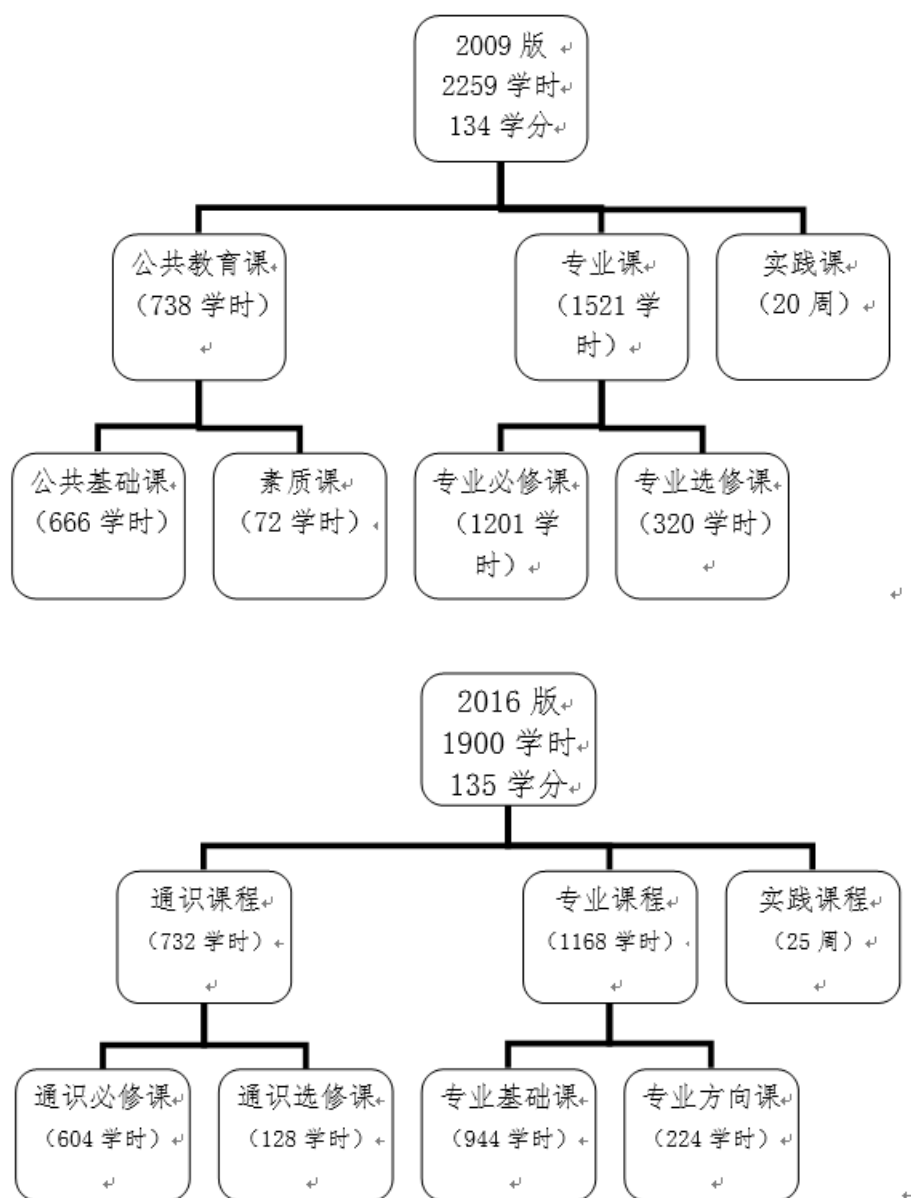 2009 版
2259 学时
134 学分
公共教育课
（738 学时）
专业课
（1521 学
时）
实践课
（20 周）
公共基础课
（666 学时）
素质课
（72 学时）
专业必修课
（1201 学
时）
专业选修课
（320 学时）
2016 版
1900 学时
135 学分
通识课程
（732 学时）
专业课程
（1168 学时）
实践课程
（25 周）
通识必修课
（604 学时）
通识选修课
（128 学时）
专业基础课
（944 学时）
专业方向课
（224 学时）